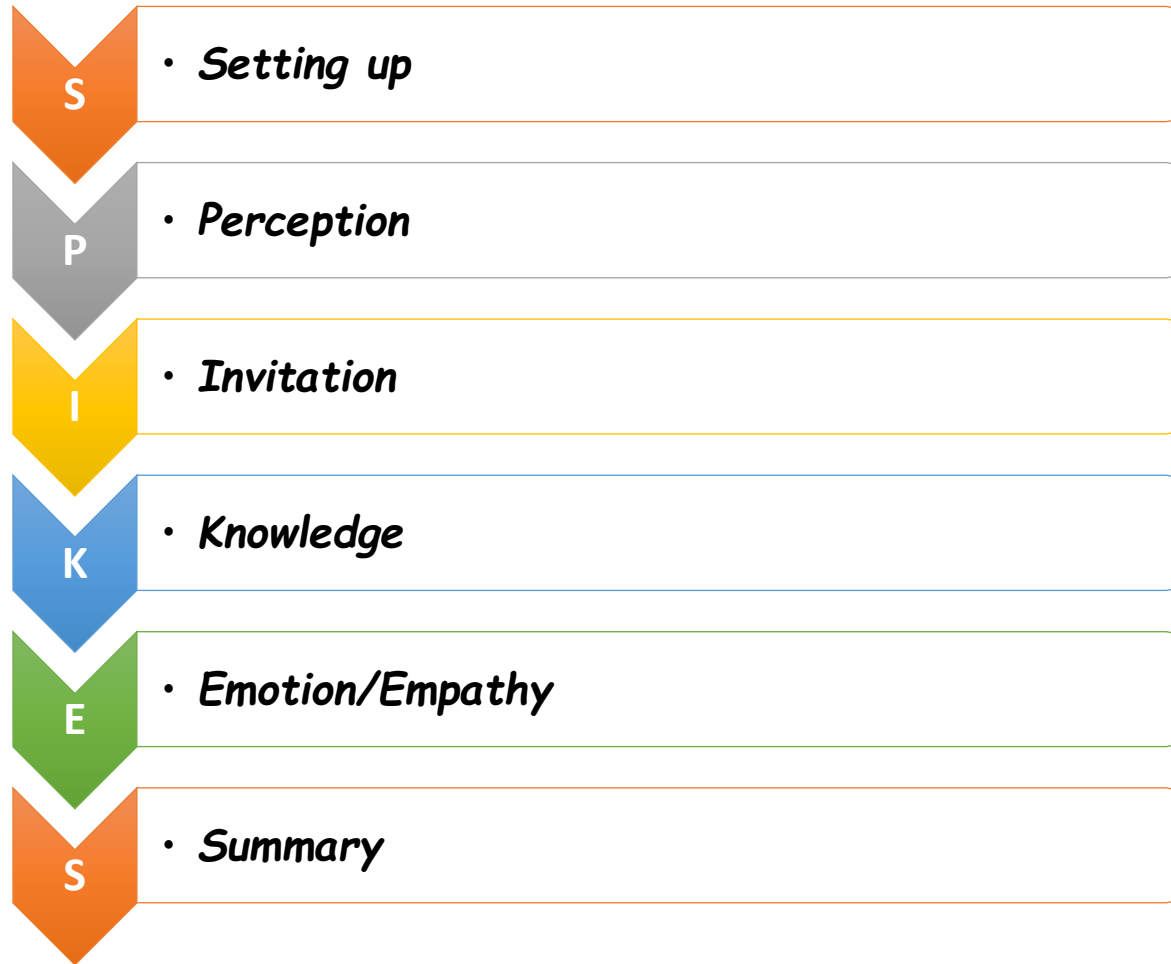 S
• Setting up
P
• Perception
I
• Invitation
K
• Knowledge
E
• Emotion/Empathy
S
• Summary